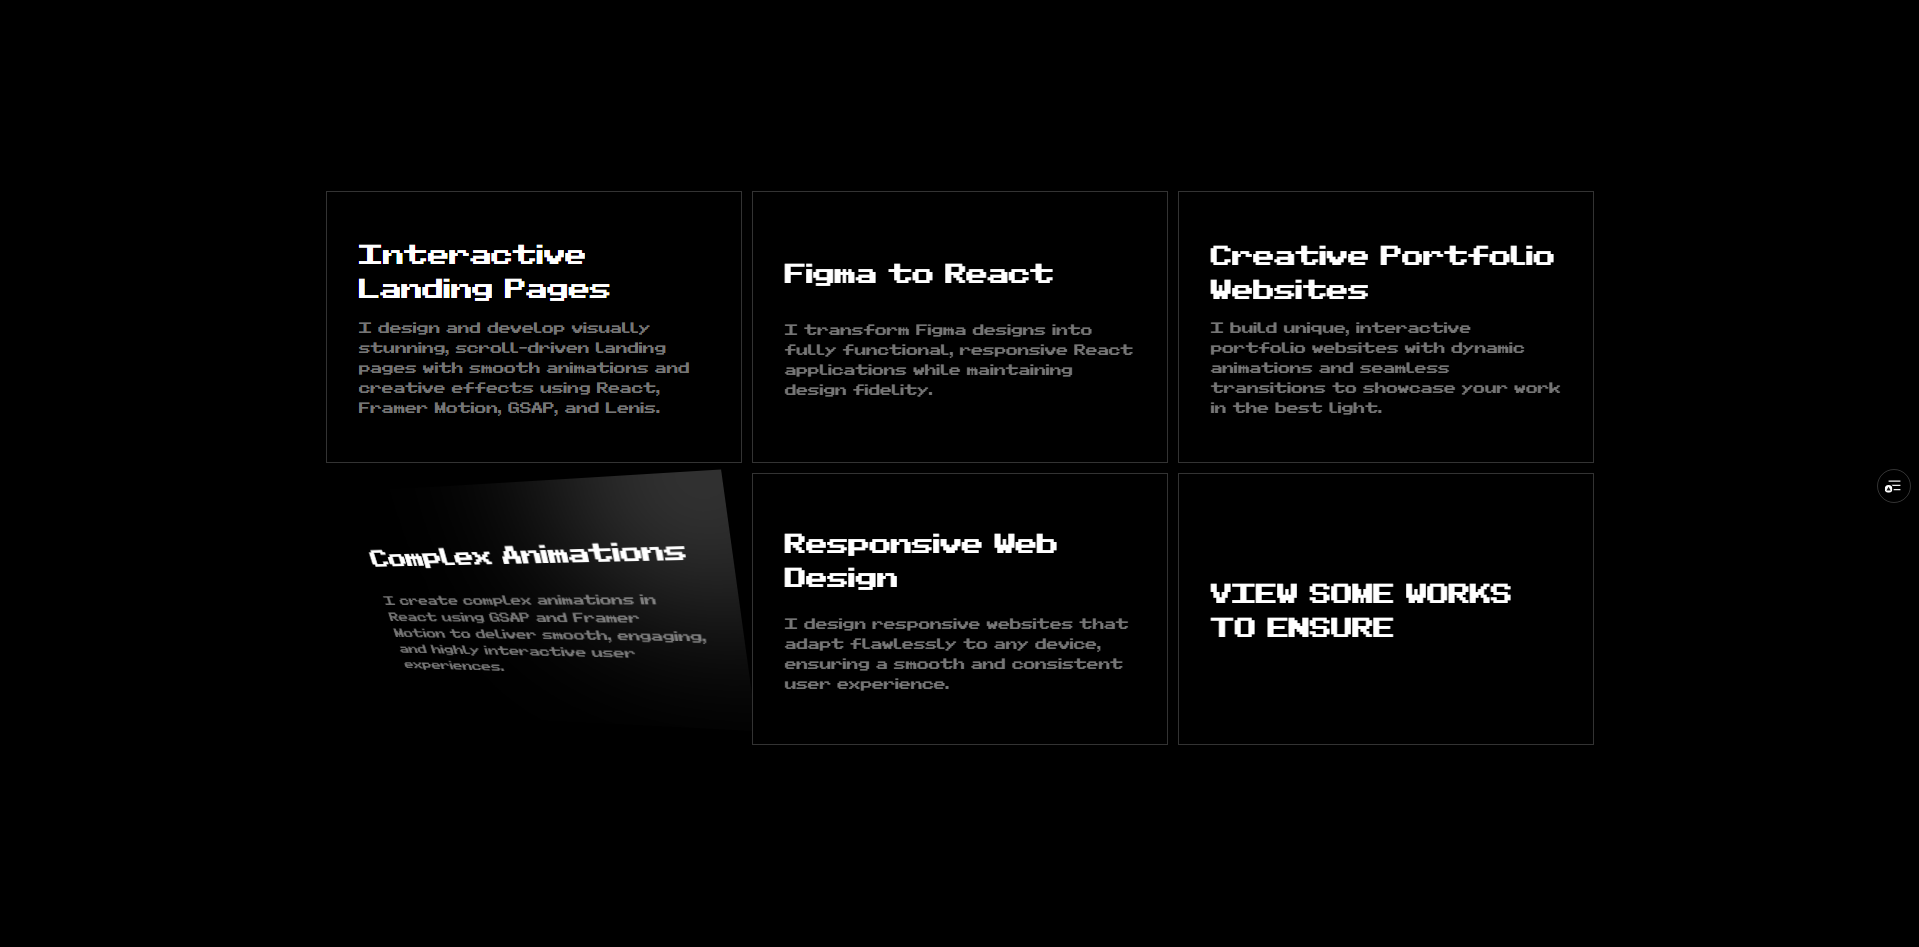 Interactive
Landing Pages
I design and develop visually
stunning, scroll-driven landing
pages with smooth animations and
creative effects using React,
Framer Motion, GSAP, and Lenis.
Figma to React
I transform Figma designs into
fully functional, responsive React
applications while maintaining
design fidelity.
Creative Portfolio
Websites
I build unique, interactive
portfolio websites with dynamic
animations and seamless
transitions to showcase your work
in the best light.
Complex Animations
I create complex animations in
React using GSAP and Framer
Motion to deliver smooth, engaging,
and highly interactive user
experiences.
Responsive Web
Design
I design responsive websites that
adapt flawlessly to any device,
ensuring a smooth and consistent
user experience.
VIEW SOME WORKS
TO ENSURE